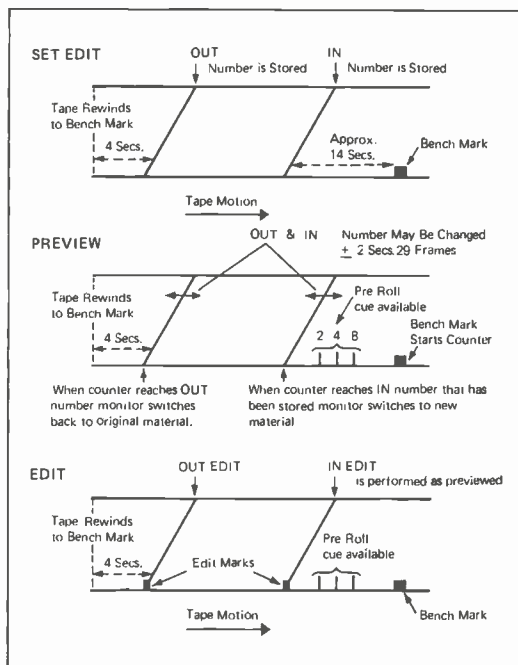 SET EDIT
OUT
Number is Stored
IN
Number is Stored
Tape Rewinds
to Bench Mark
4 Secs.
Approx.
14 Secs.
Bench Mark
Tape Motion
PREVIEW
OUT & IN
Number May Be Changed
± 2 Secs. 29 Frames
Tape Rewinds
to Bench Mark
4 Secs.
Pre Roll
cue available
2 4 8
Bench Mark
Starts Counter
When counter reaches OUT
number monitor switches
back to original material.
When counter reaches IN number that has
been stored monitor switches to new
material
EDIT
OUT EDIT
IN EDIT
is performed as previewed
Tape Rewinds
to Bench Mark
4 Secs.
Edit Marks
Pre Roll
cue available
Bench Mark
Tape Motion